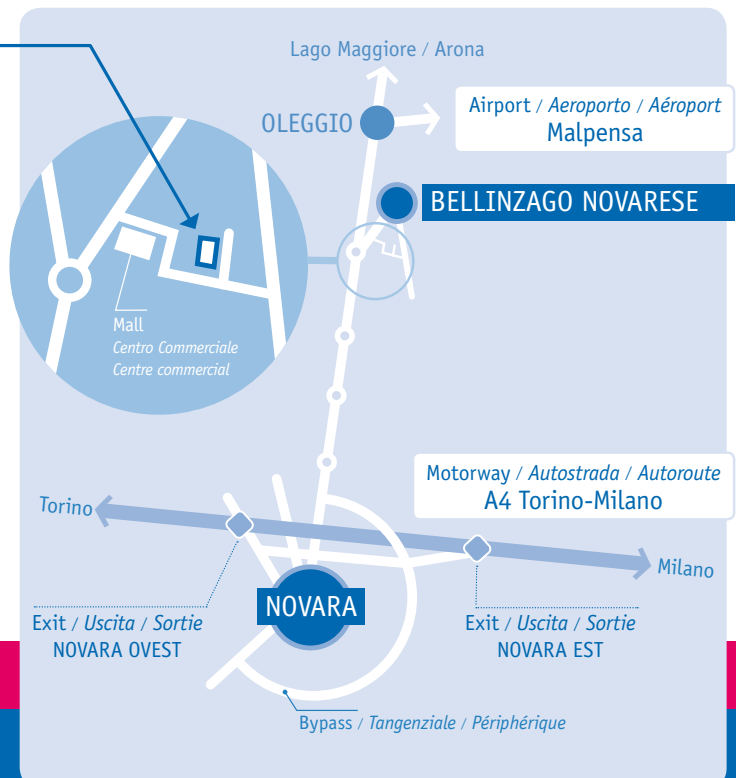 Lago Maggiore / Arona
OLEGGIO
Airport / Aeroporto / Aéroport
Malpensa
BELLINZAGO NOVARESE
Mall
Centro Commerciale
Centre commercial
Motorway / Autostrada / Autoroute
A4 Torino-Milano
Torino
Milano
NOVARA
Exit / Uscita / Sortie
NOVARA OVEST
Exit / Uscita / Sortie
NOVARA EST
Bypass / Tangenziale / Périphérique